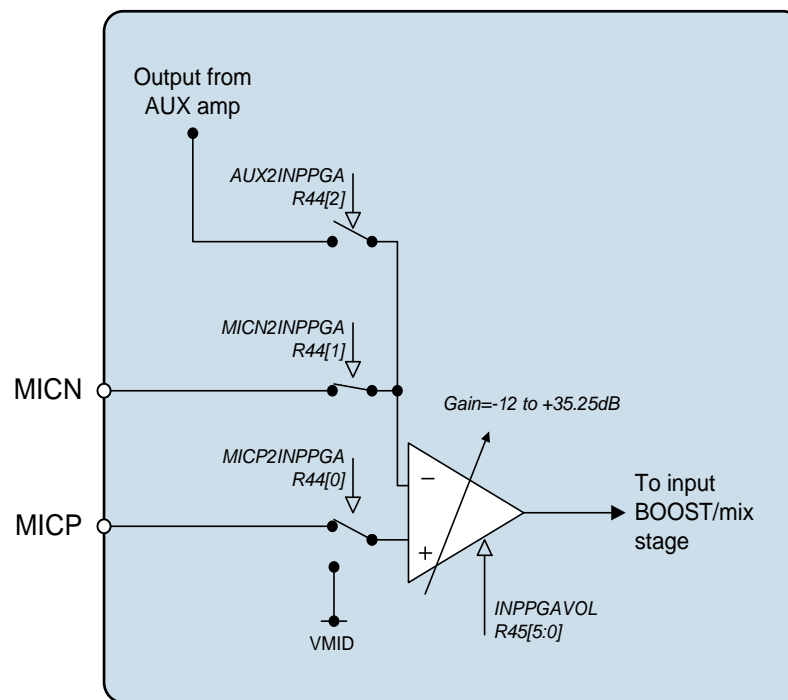 Output from
AUX amp
AUX2INPPGA
R44[2]
MICN2INPPGA
R44[1]
MICN
Gain=-12 to +35.25dB
MICP2INPPGA
R44[0]
MICP
−
+
To input
BOOST/mix
stage
VMID
INPPGAVOL
R45[5:0]